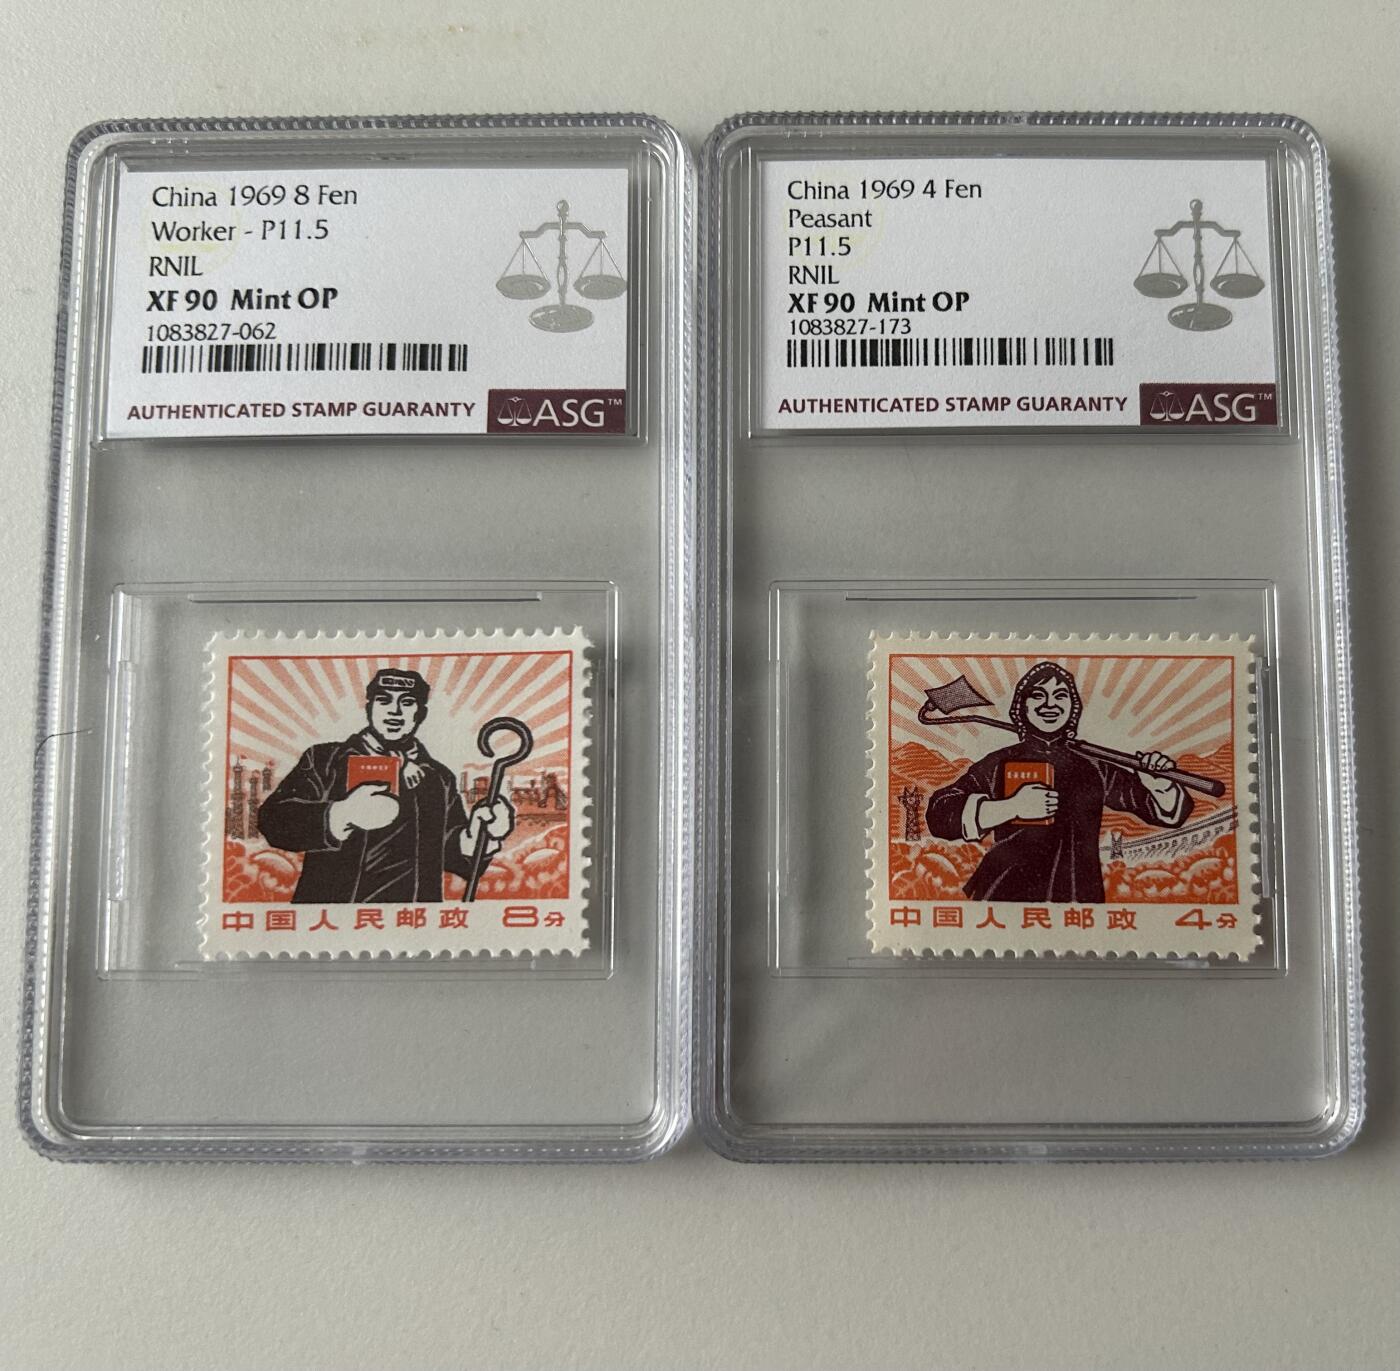 China 1969 8 Fen
Worker - P11.5
RNIL
XF 90 Mint OP
1083827-062
AUTHENTICATED STAMP GUARANTY ASG™
中国人民邮政 8分
China 1969 4 Fen
Peasant
P11.5
RNIL
XF 90 Mint OP
1083827-173
AUTHENTICATED STAMP GUARANTY ASG™
中国人民邮政 4分